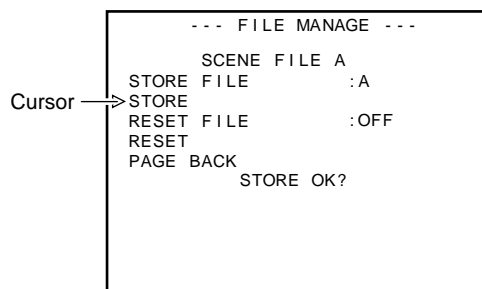 --- FILE MANAGE ---
SCENE FILE A
STORE FILE :A
Cursor STORE
RESET FILE :OFF
RESET
PAGE BACK
STORE OK?